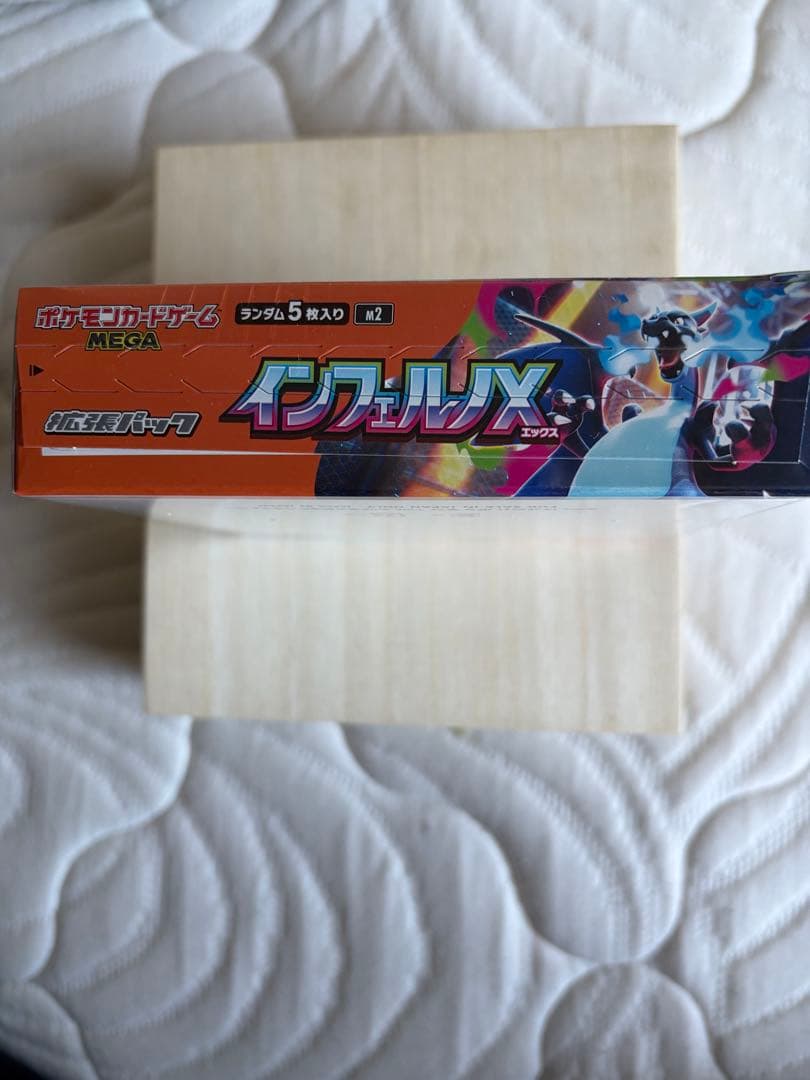 ポケモンカードゲーム
MEGA
ランダム5枚入り M2
拡張パック
インフェルノX
エックス